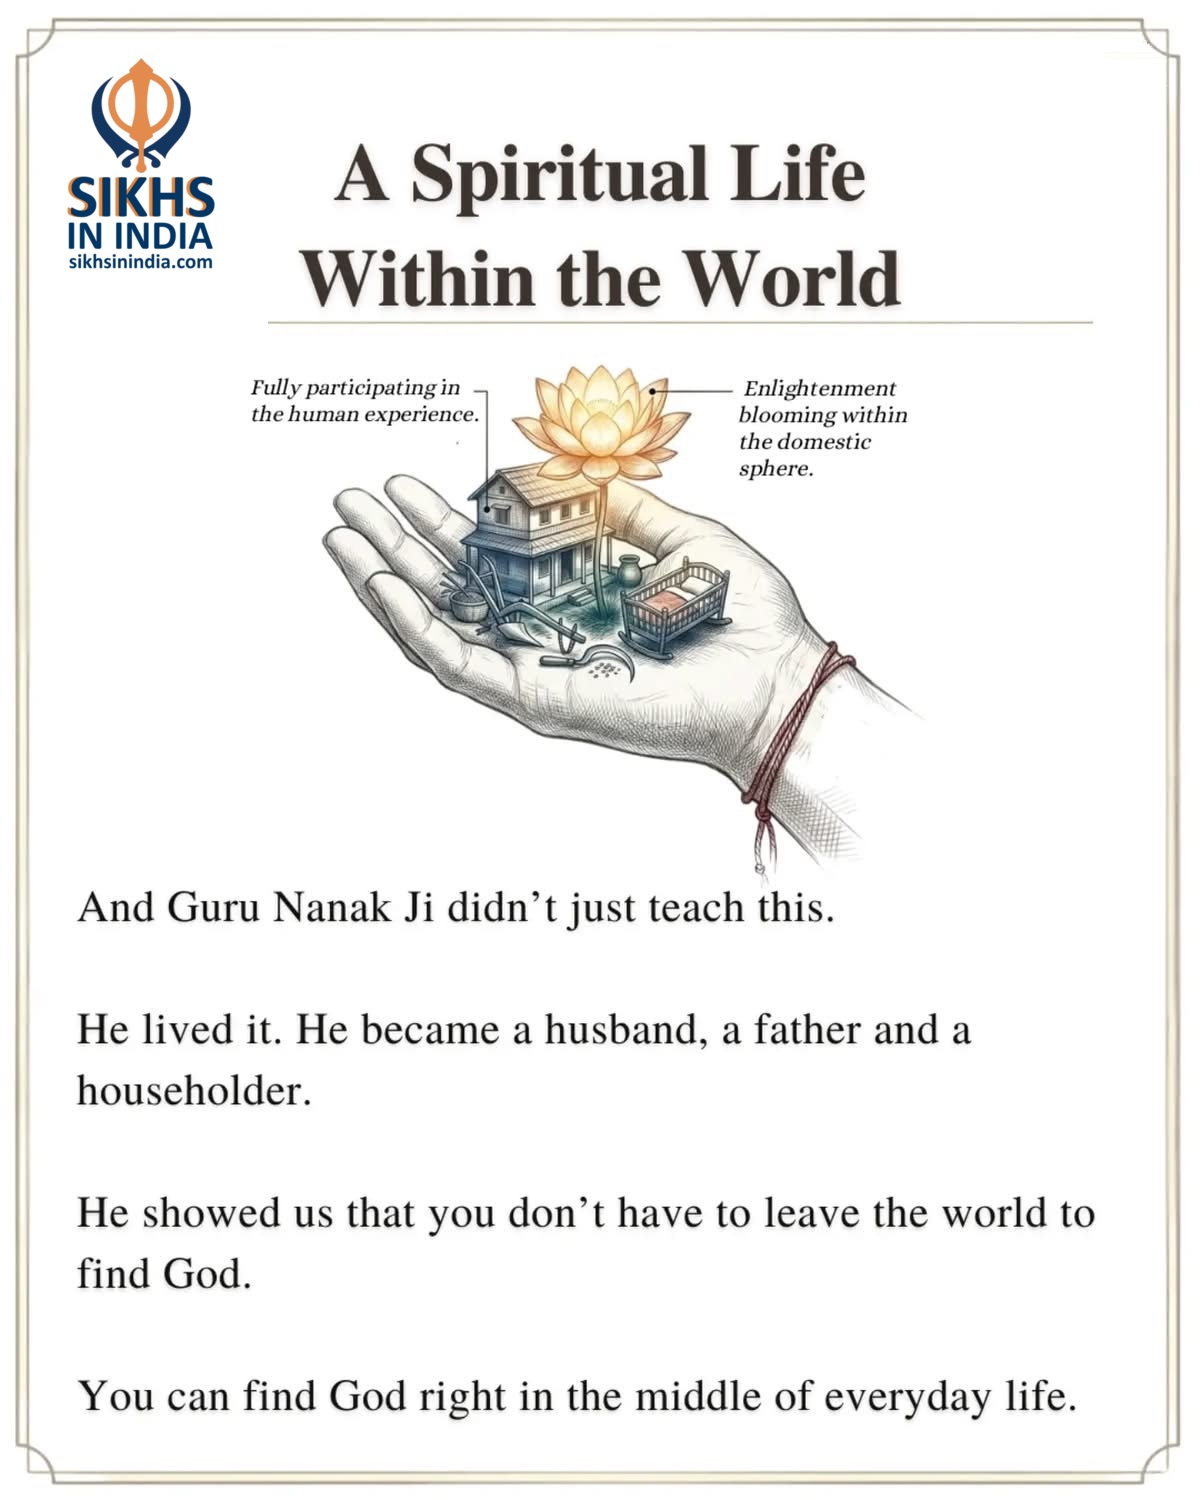 SIKHS
IN INDIA
sikhsinindia.com
A Spiritual Life
Within the World
Fully participating in
the human experience.
Enlightenment
blooming within
the domestic
sphere.
And Guru Nanak Ji didn’t just teach this.
He lived it. He became a husband, a father and a
householder.
He showed us that you don’t have to leave the world to
find God.
You can find God right in the middle of everyday life.